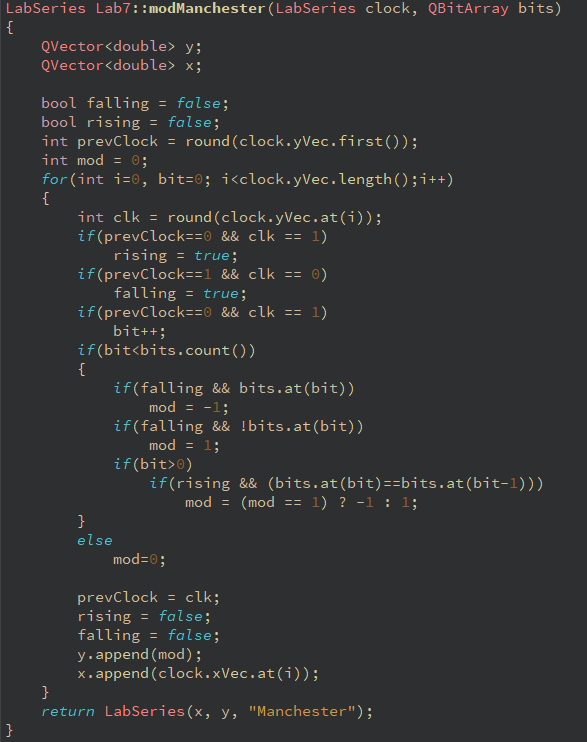 LabSeries Lab7::modManchester(LabSeries clock, QBitArray bits)
{
    QVector<double> y;
    QVector<double> x;

    bool falling = false;
    bool rising = false;
    int prevClock = round(clock.yVec.first());
    int mod = 0;
    for(int i=0, bit=0; i<clock.yVec.length();i++)
    {
        int clk = round(clock.yVec.at(i));
        if(prevClock==0 && clk == 1)
            rising = true;
        if(prevClock==1 && clk == 0)
            falling = true;
        if(prevClock==0 && clk == 1)
            bit++;
        if(bit<bits.count())
        {
            if(falling && bits.at(bit))
                mod = -1;
            if(falling && !bits.at(bit))
                mod = 1;
            if(bit>0)
                if(rising && (bits.at(bit)==bits.at(bit-1)))
                    mod = (mod == 1) ? -1 : 1;
        }
        else
            mod=0;

        prevClock = clk;
        rising = false;
        falling = false;
        y.append(mod);
        x.append(clock.xVec.at(i));
    }
    return LabSeries(x, y, "Manchester");
}